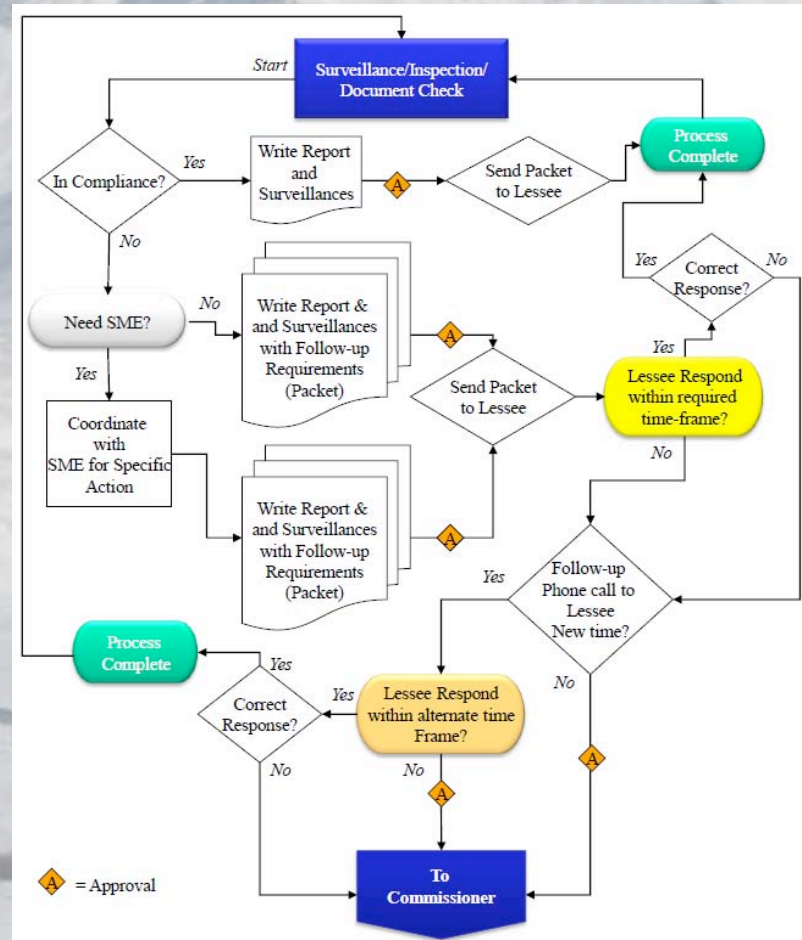 Start
Surveillance/Inspection/
Document Check
Process
Complete
In Compliance?
Yes
Write Report
and
Surveillances
A
Send Packet
to Lessee
No
Yes
Correct
Response?
No
Need SME?
No
Write Report &
and Surveillances
with Follow-up
Requirements
(Packet)
A
Send Packet
to Lessee
Yes
Lessee Respond
within required
time-frame?
Yes
Coordinate
with
SME for Specific
Action
No
Write Report &
and Surveillances
with Follow-up
Requirements
(Packet)
A
Yes
Follow-up
Phone call to
Lessee
New time?
Process
Complete
Yes
Correct
Response?
Yes
Lessee Respond
within alternate time
Frame?
No
A
No
No
A
A = Approval
To
Commissioner